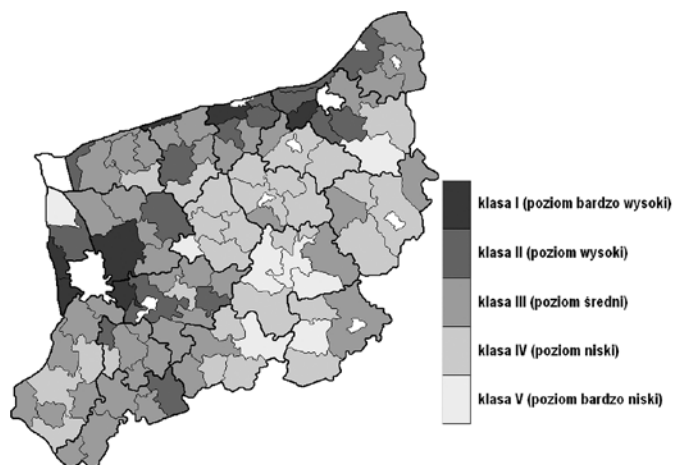 klasa I (poziom bardzo wysoki)
klasa II (poziom wysoki)
klasa III (poziom średni)
klasa IV (poziom niski)
klasa V (poziom bardzo niski)